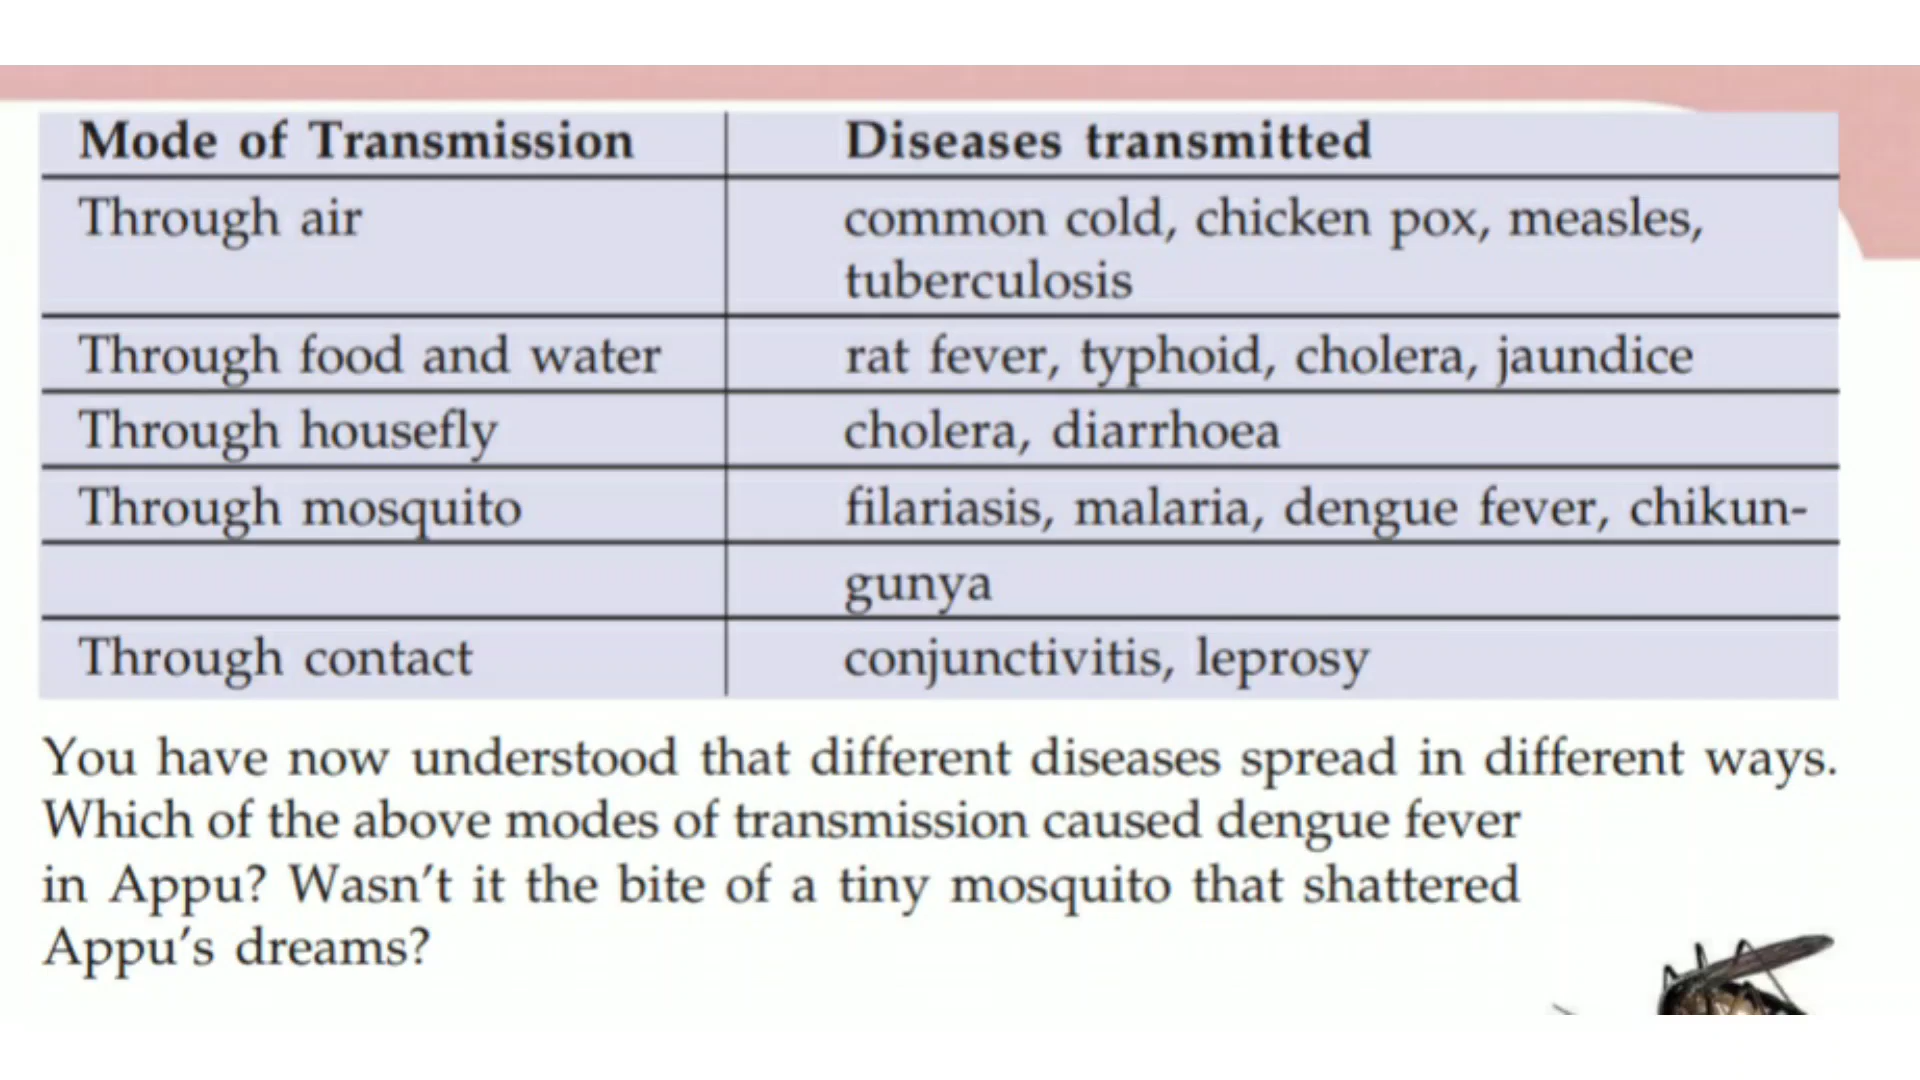 Mode of Transmission Diseases transmitted
Through air common cold, chicken pox, measles,
tuberculosis
Through food and water rat fever, typhoid, cholera, jaundice
Through housefly cholera, diarrhoea
Through mosquito filariasis, malaria, dengue fever, chikun-
gunya
Through contact conjunctivitis, leprosy
You have now understood that different diseases spread in different ways.
Which of the above modes of transmission caused dengue fever
in Appu? Wasn't it the bite of a tiny mosquito that shattered
Appu's dreams?